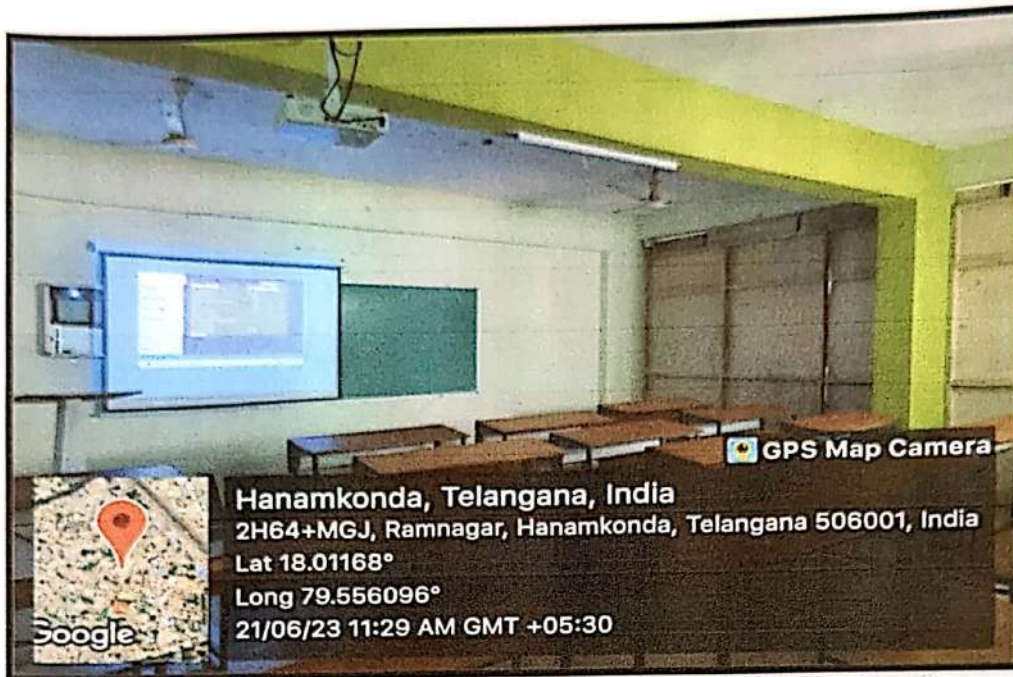 GPS Map Camera
Hanamkonda, Telangana, India
2H64+MGJ, Ramnagar, Hanamkonda, Telangana 506001, India
Lat 18.01168°
Long 79.556096°
21/06/23 11:29 AM GMT +05:30
Google